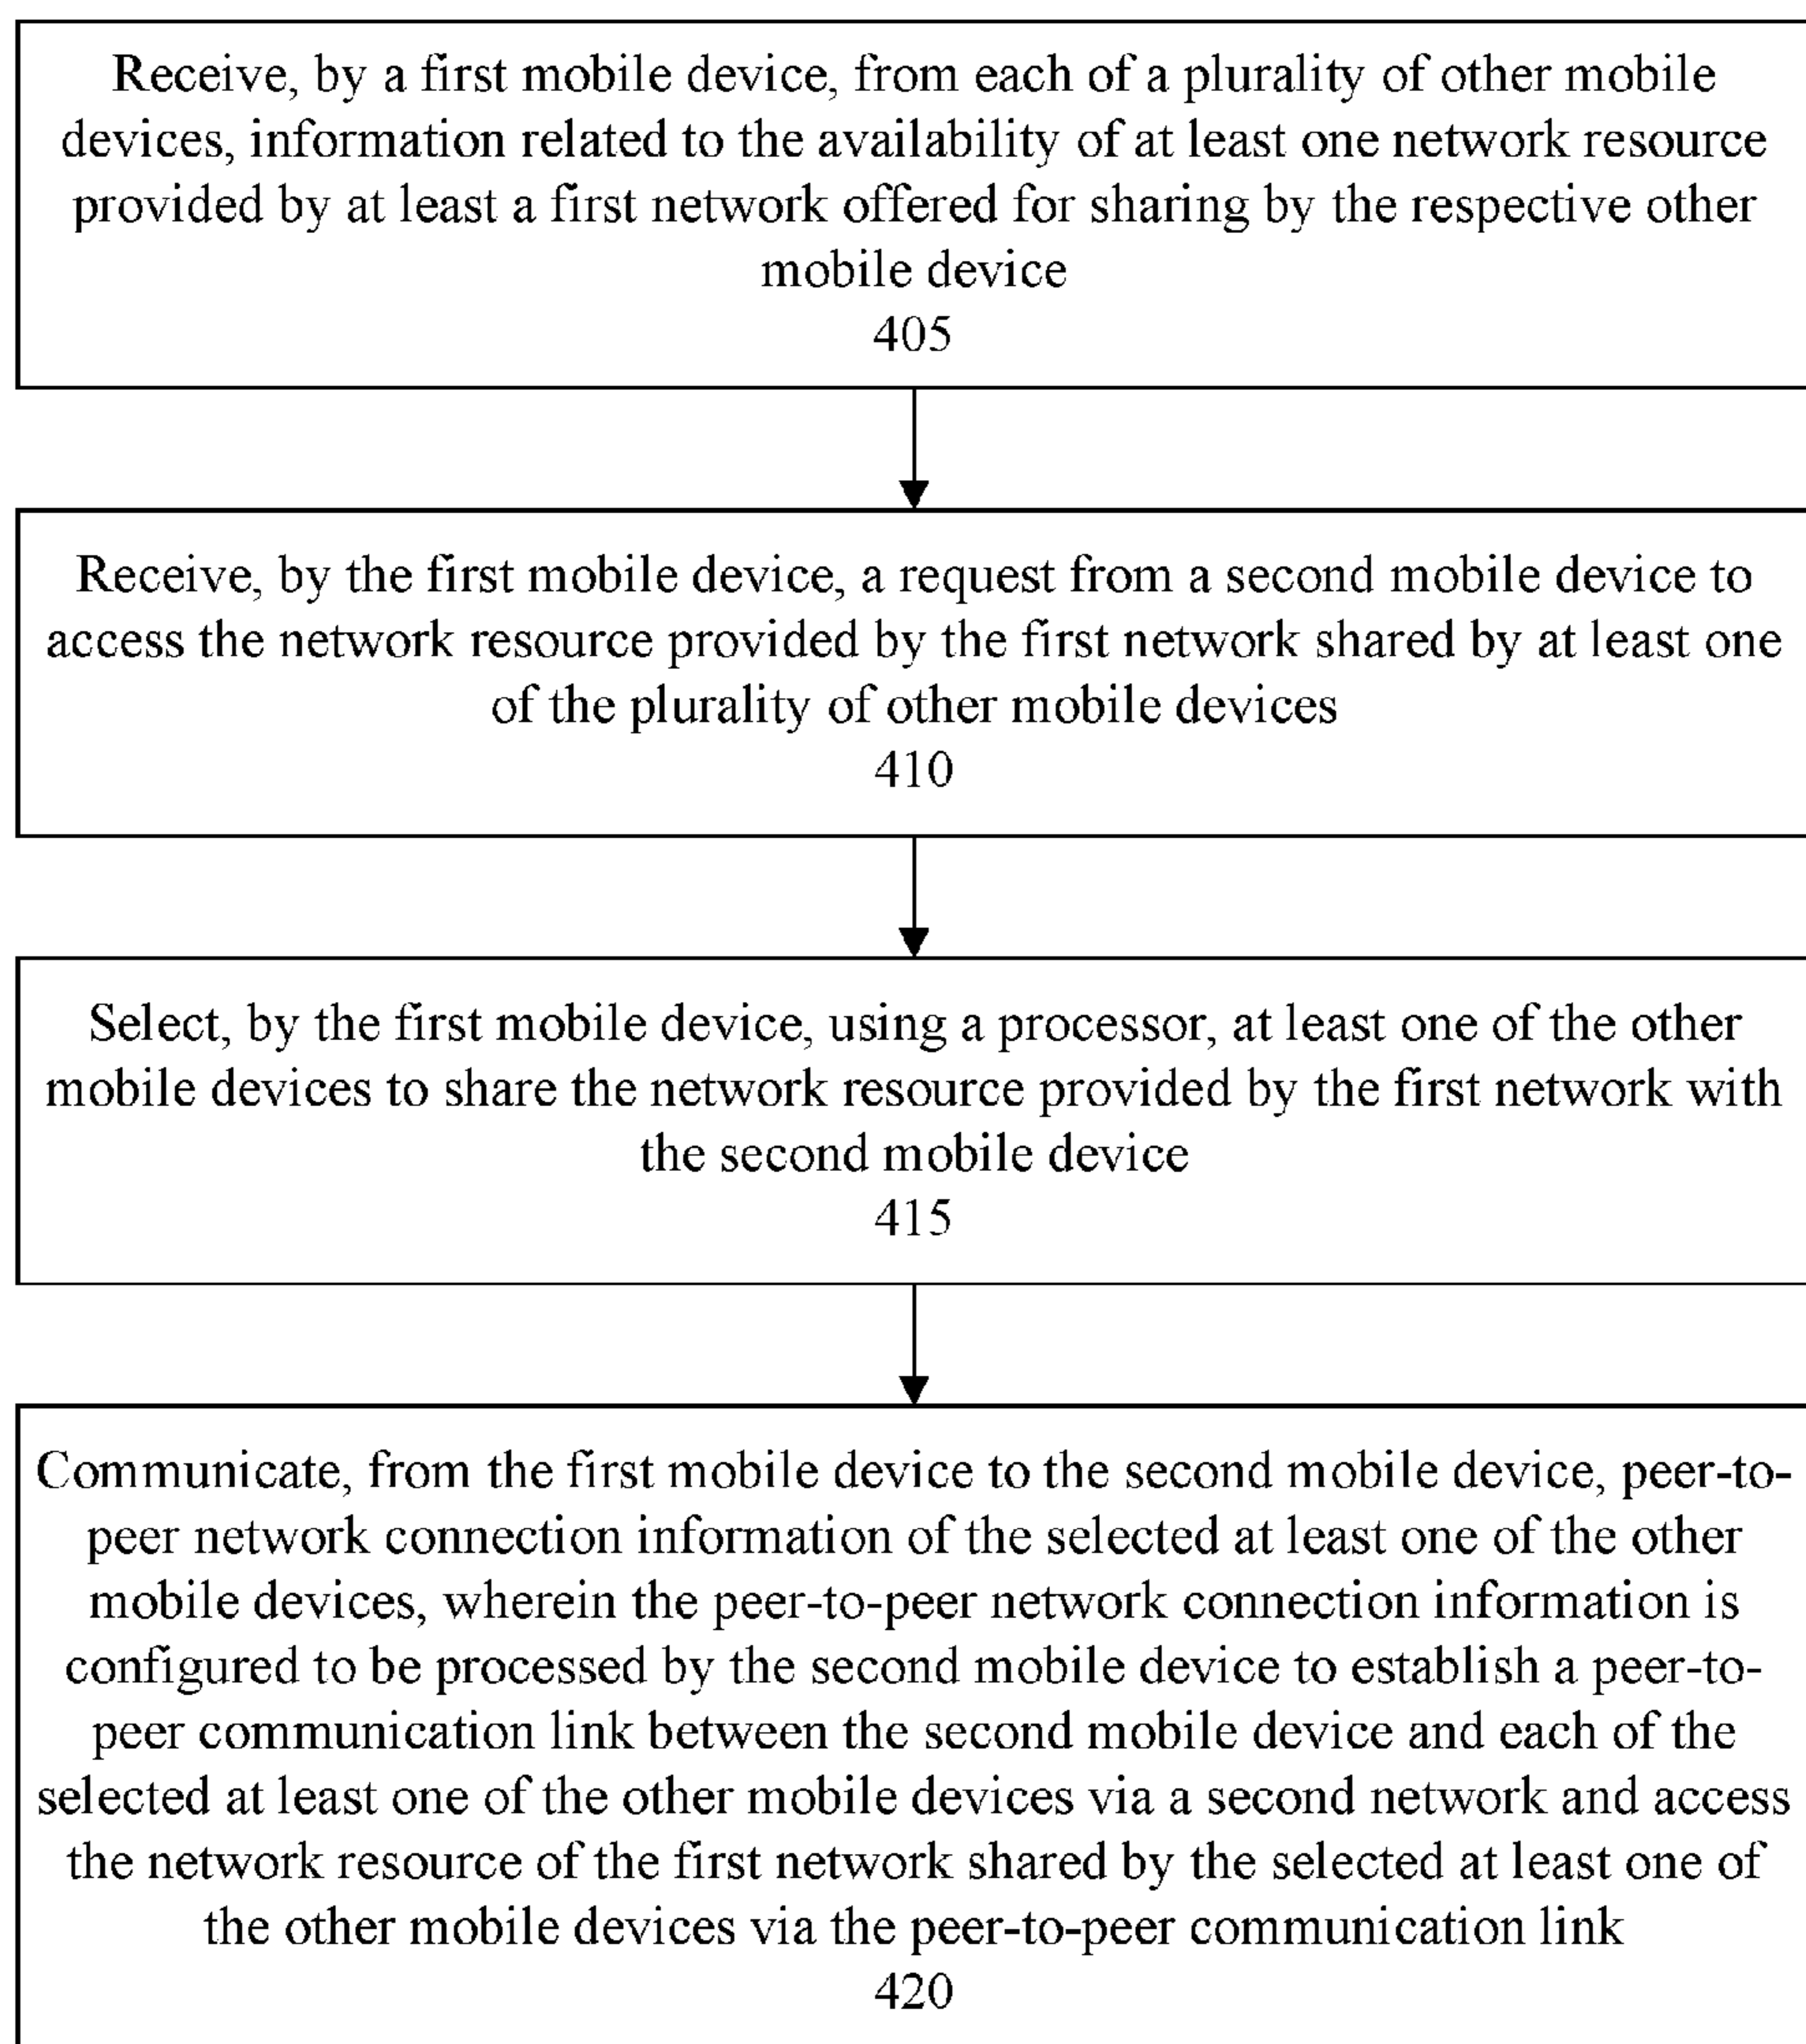 Receive, by a first mobile device, from each of a plurality of other mobile
devices, information related to the availability of at least one network resource
provided by at least a first network offered for sharing by the respective other
mobile device
405
Receive, by the first mobile device, a request from a second mobile device to
access the network resource provided by the first network shared by at least one
of the plurality of other mobile devices
410
Select, by the first mobile device, using a processor, at least one of the other
mobile devices to share the network resource provided by the first network with
the second mobile device
415
Communicate, from the first mobile device to the second mobile device, peer-to-
peer network connection information of the selected at least one of the other
mobile devices, wherein the peer-to-peer network connection information is
configured to be processed by the second mobile device to establish a peer-to-
peer communication link between the second mobile device and each of the
selected at least one of the other mobile devices via a second network and access
the network resource of the first network shared by the selected at least one of
the other mobile devices via the peer-to-peer communication link
420